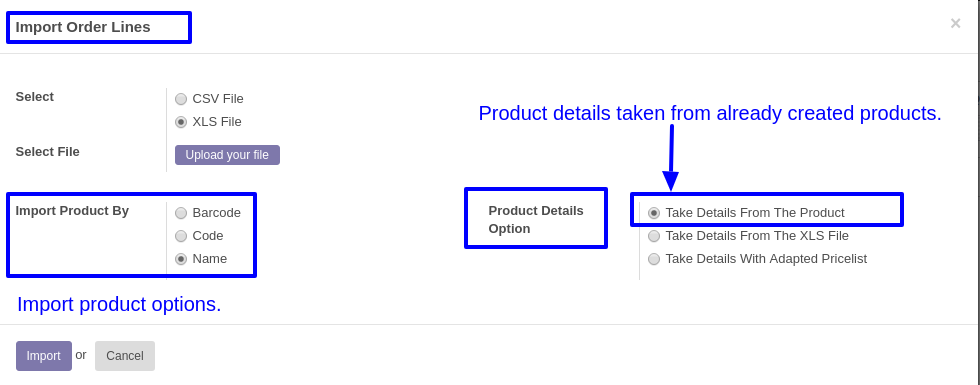 Import Order Lines
×
Select
CSV File
XLS File
Product details taken from already created products.
Select File
Upload your file
Import Product By
Barcode
Code
Name
Product Details
Option
Take Details From The Product
Take Details From The XLS File
Take Details With Adapted Pricelist
Import product options.
Import or Cancel